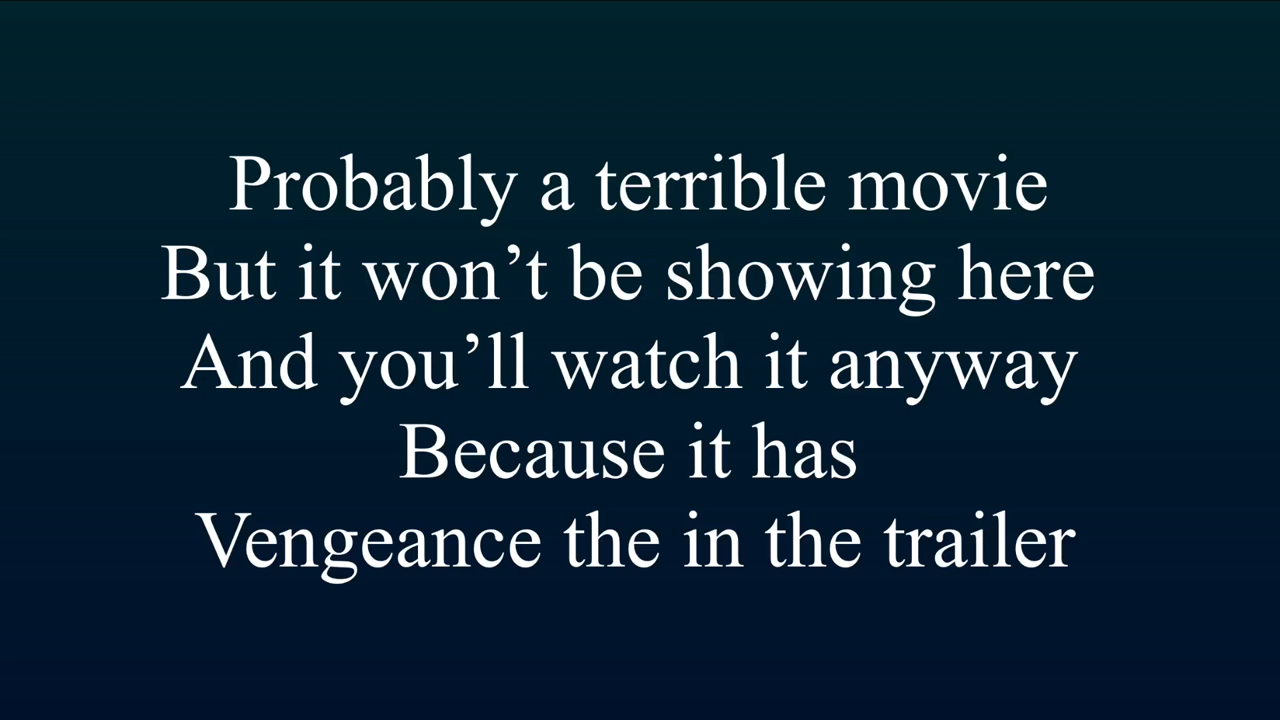 Probably a terrible movie
But it won’t be showing here
And you’ll watch it anyway
Because it has
Vengeance the in the trailer